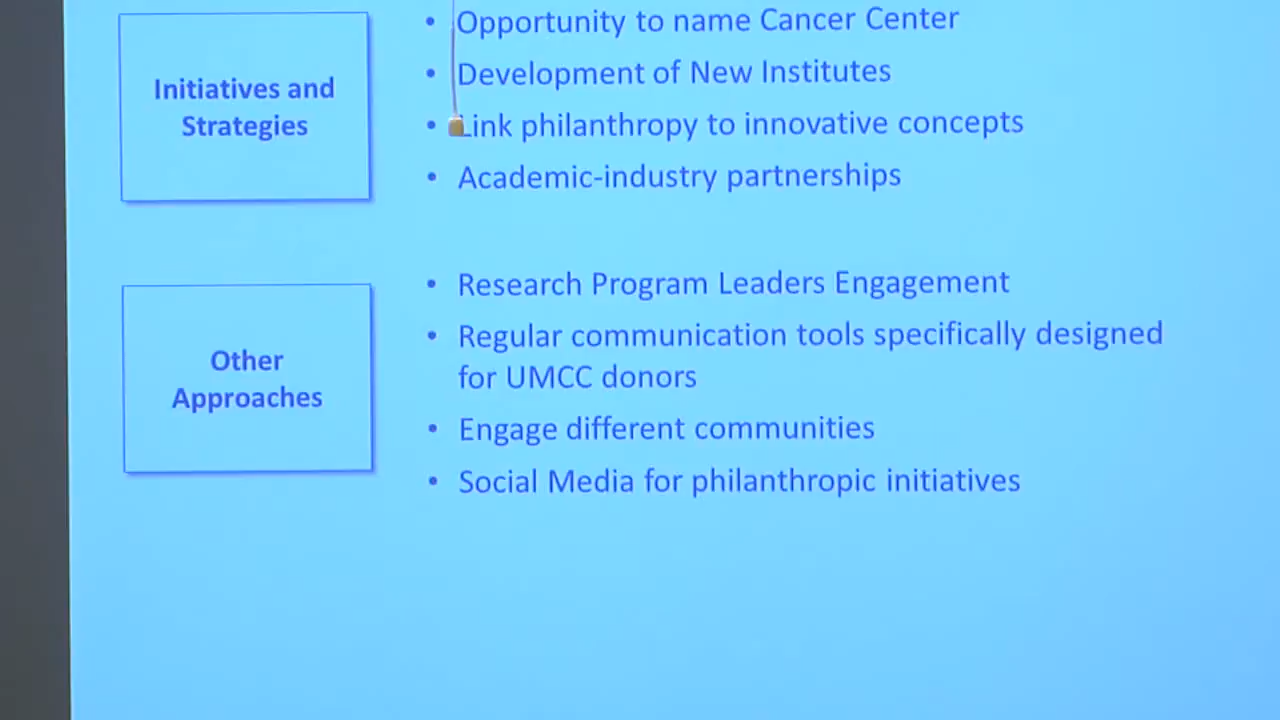 Initiatives and
Strategies
• Opportunity to name Cancer Center
• Development of New Institutes
• Link philanthropy to innovative concepts
• Academic-industry partnerships
Other
Approaches
• Research Program Leaders Engagement
• Regular communication tools specifically designed
for UMCC donors
• Engage different communities
• Social Media for philanthropic initiatives